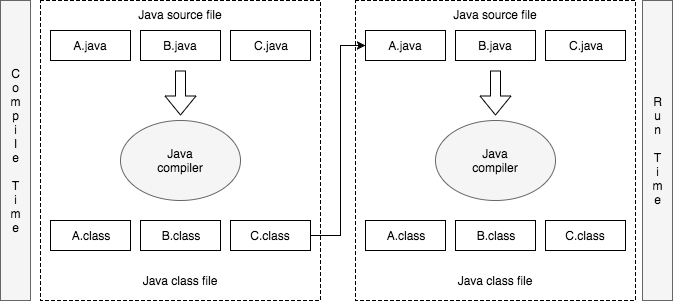 Compile Time
Java source file
A.java
B.java
C.java
Java
compiler
A.class
B.class
C.class
Java class file
Java source file
A.java
B.java
C.java
Java
compiler
A.class
B.class
C.class
Java class file
Run Time